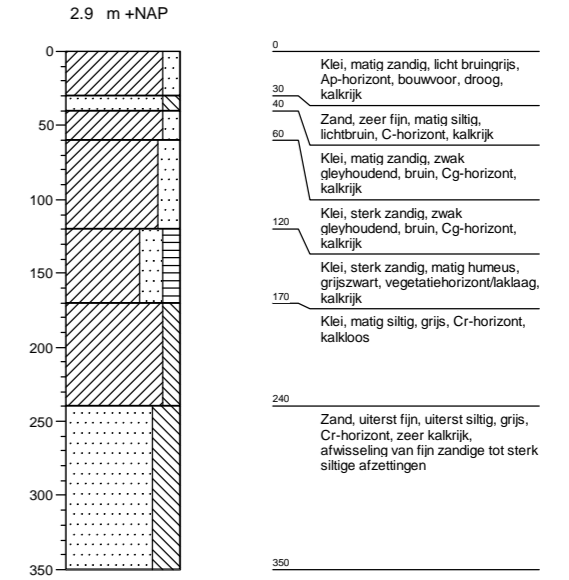 2.9 m +NAP
0
50
100
150
200
250
300
350
0
Klei, matig zandig, licht bruingrijs,
Ap-horizont, bouwvoor, droog,
kalkrijk
30
Zand, zeer fijn, matig siltig,
lichtbruin, C-horizont, kalkrijk
40
Klei, matig zandig, zwak
gleyhoudend, bruin, Cg-horizont,
kalkrijk
60
Klei, sterk zandig, zwak
gleyhoudend, bruin, Cg-horizont,
kalkrijk
120
Klei, sterk zandig, matig humeus,
grijszwart, vegetatiehorizont/laklaag,
kalkrijk
170
Klei, matig siltig, grijs, Cr-horizont,
kalkloos
240
Zand, uiterst fijn, uiterst siltig, grijs,
Cr-horizont, zeer kalkrijk,
afwisseling van fijn zandige tot sterk
siltige afzettingen
350